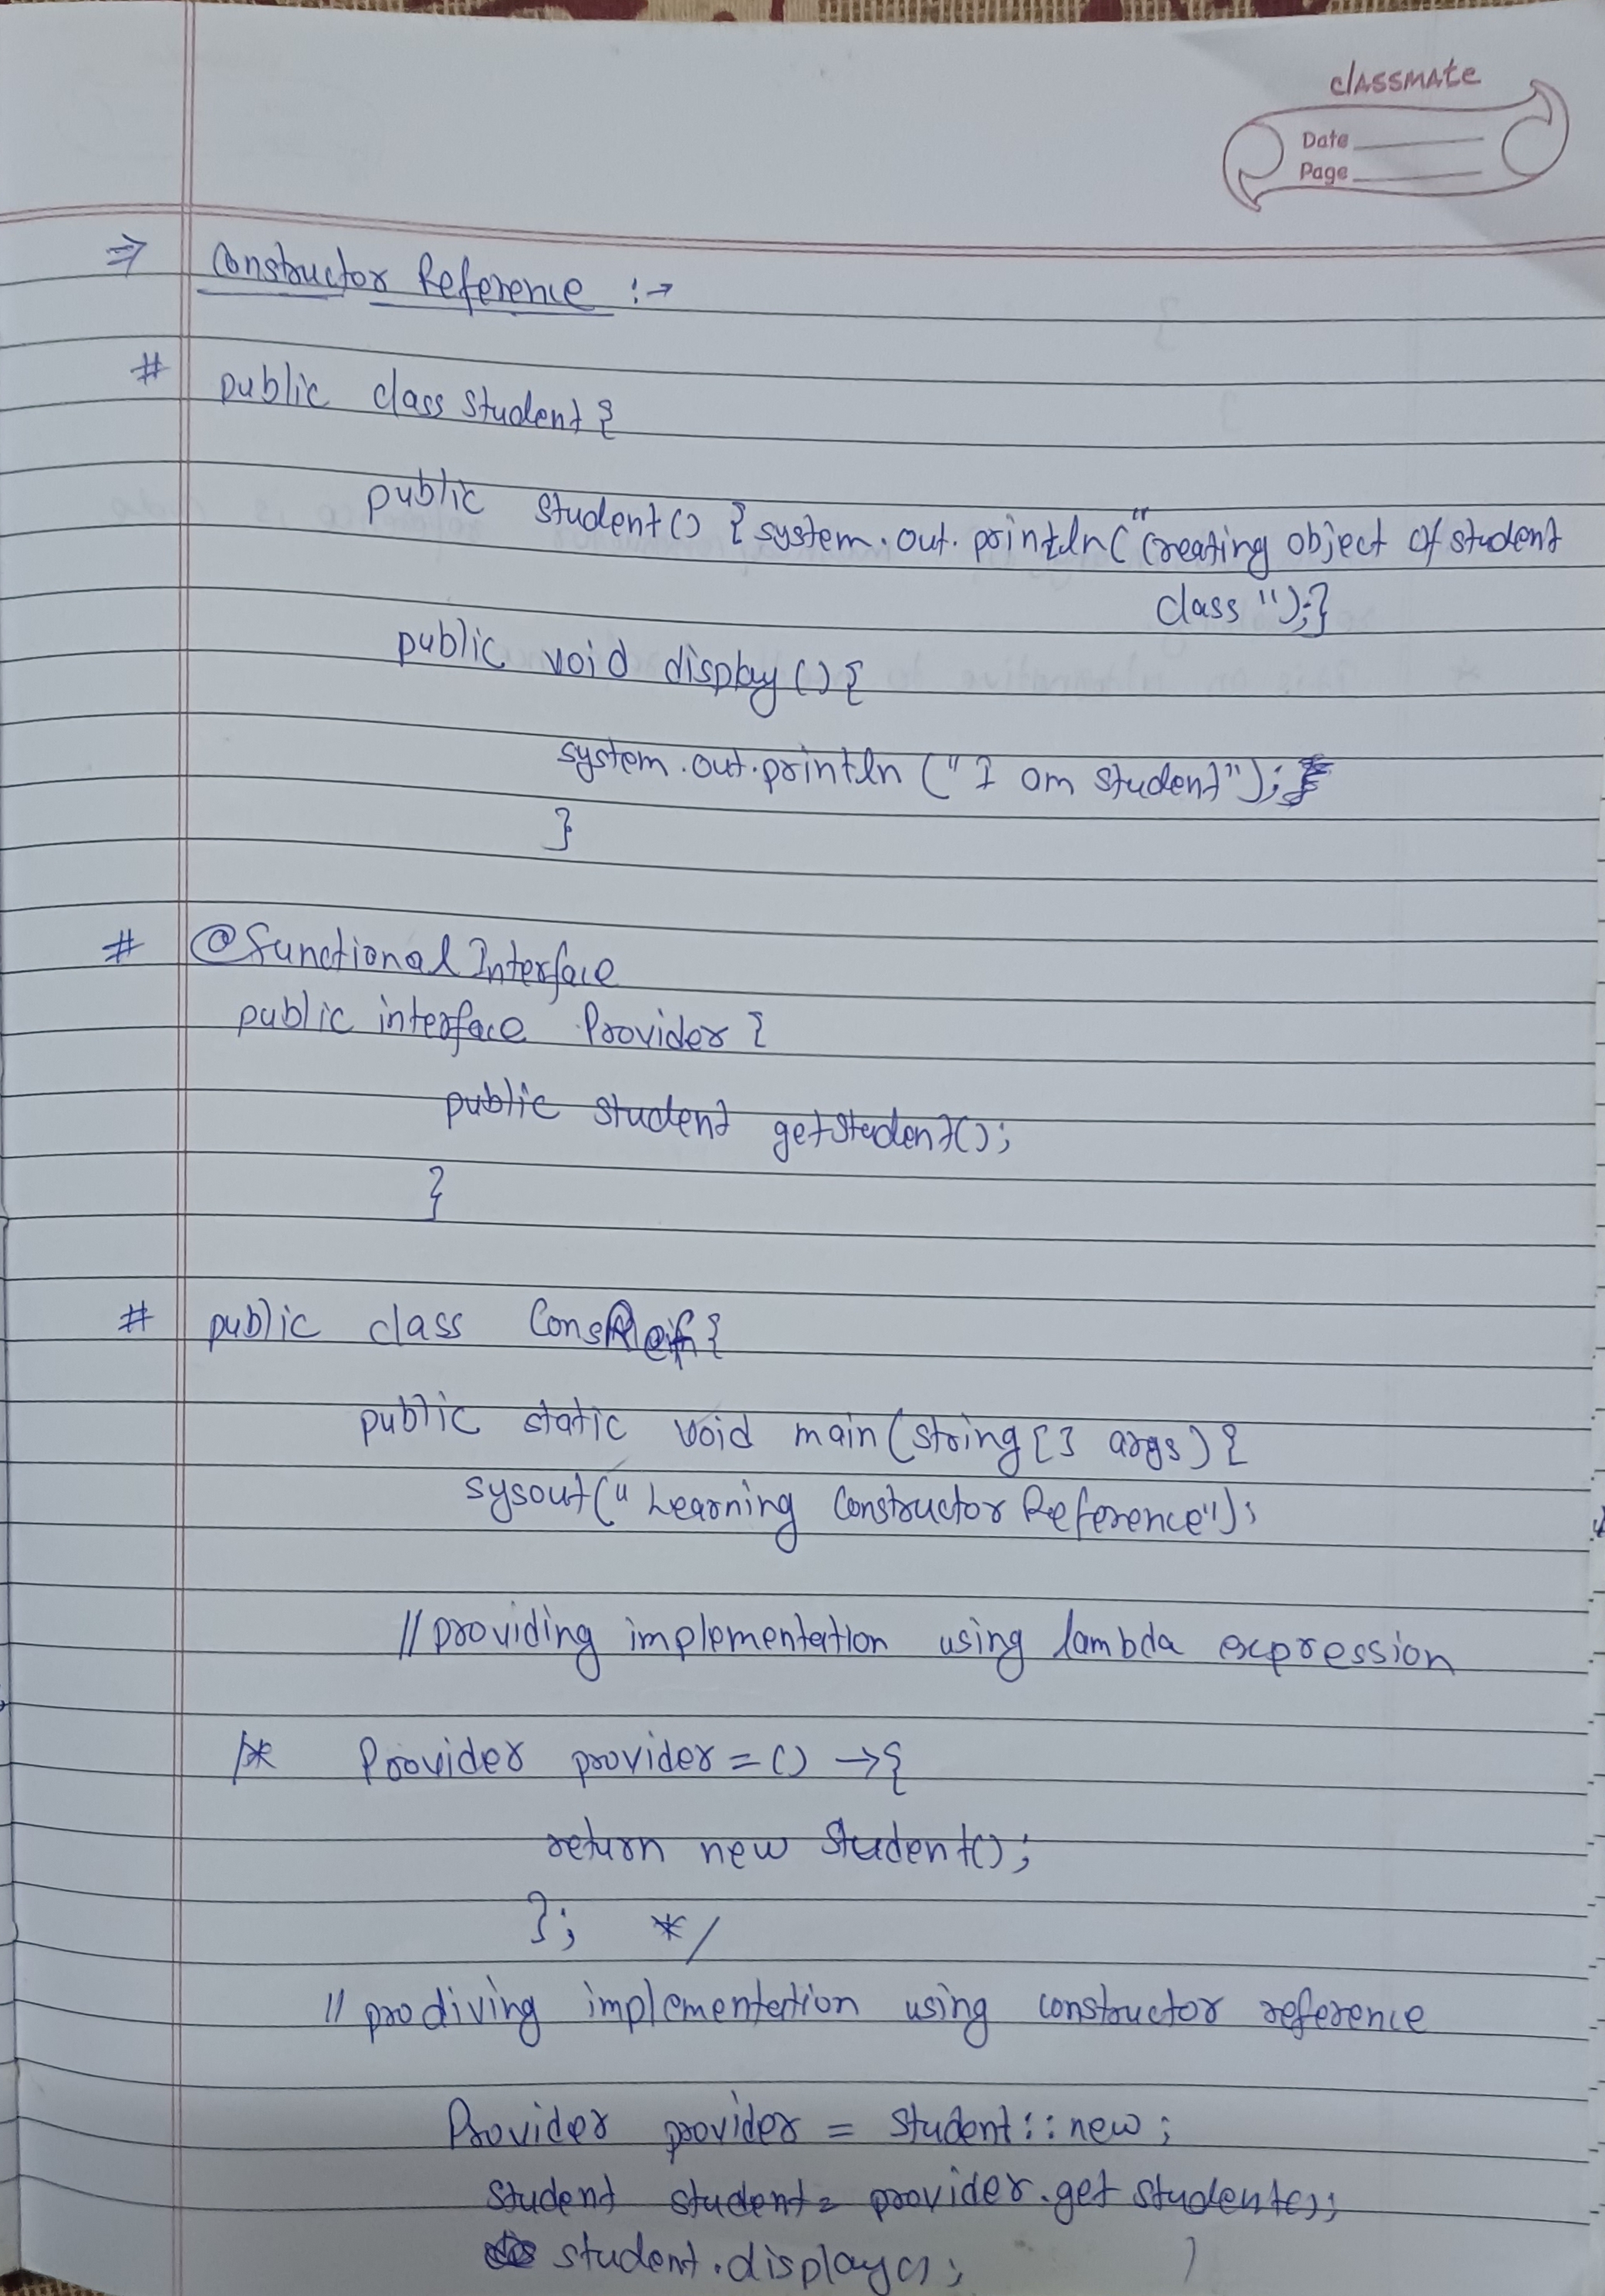 classmate
Date
Page
⇒ Constructor Reference :→
# public class Student {
public Student() { system.out.println("Creating object of student
class");}
public void display() {
system.out.println("I am student");
}
# @Functional Interface
public interface Provider {
public student getStudent();
}
# public class ConsRef {
public static void main(string[] args) {
sysout("Learning Constructor Reference");
// providing implementation using lambda expression
/* Provider provider = () → {
return new Student();
}; */
// prodiving implementation using constructor reference
Provider provider = student::new;
student student = provider.getStudent();
student.display();